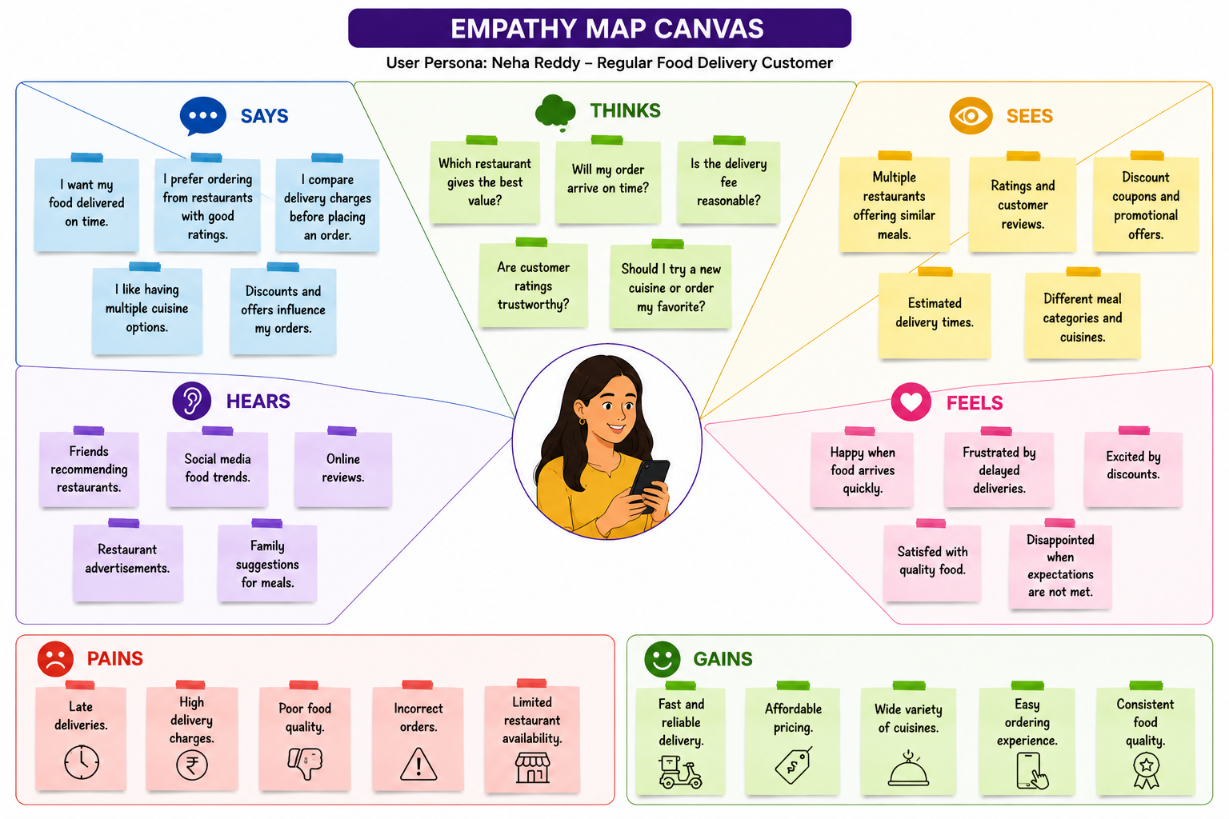 EMPATHY MAP CANVAS
User Persona: Neha Reddy – Regular Food Delivery Customer
SAYS
I want my
food delivered
on time.
I prefer ordering
from restaurants
with good
ratings.
I compare
delivery charges
before placing
an order.
I like having
multiple cuisine
options.
Discounts and
offers influence
my orders.
THINKS
Which restaurant
gives the best
value?
Will my order
arrive on time?
Is the delivery
fee
reasonable?
Are customer
ratings
trustworthy?
Should I try a new
cuisine or order
my favorite?
SEES
Multiple
restaurants
offering similar
meals.
Ratings and
customer
reviews.
Discount
coupons and
promotional
offers.
Estimated
delivery times.
Different meal
categories and
cuisines.
HEARS
Friends
recommending
restaurants.
Social media
food trends.
Online
reviews.
Restaurant
advertisements.
Family
suggestions
for meals.
FEELS
Happy when
food arrives
quickly.
Frustrated by
delayed
deliveries.
Excited by
discounts.
Satisfed with
quality food.
Disappointed
when
expectations
are not met.
PAINS
Late
deliveries.
High
delivery
charges.
₹
Poor food
quality.
Incorrect
orders.
Limited
restaurant
availability.
GAINS
Fast and
reliable
delivery.
Affordable
pricing.
Wide variety
of cuisines.
Easy
ordering
experience.
Consistent
food
quality.